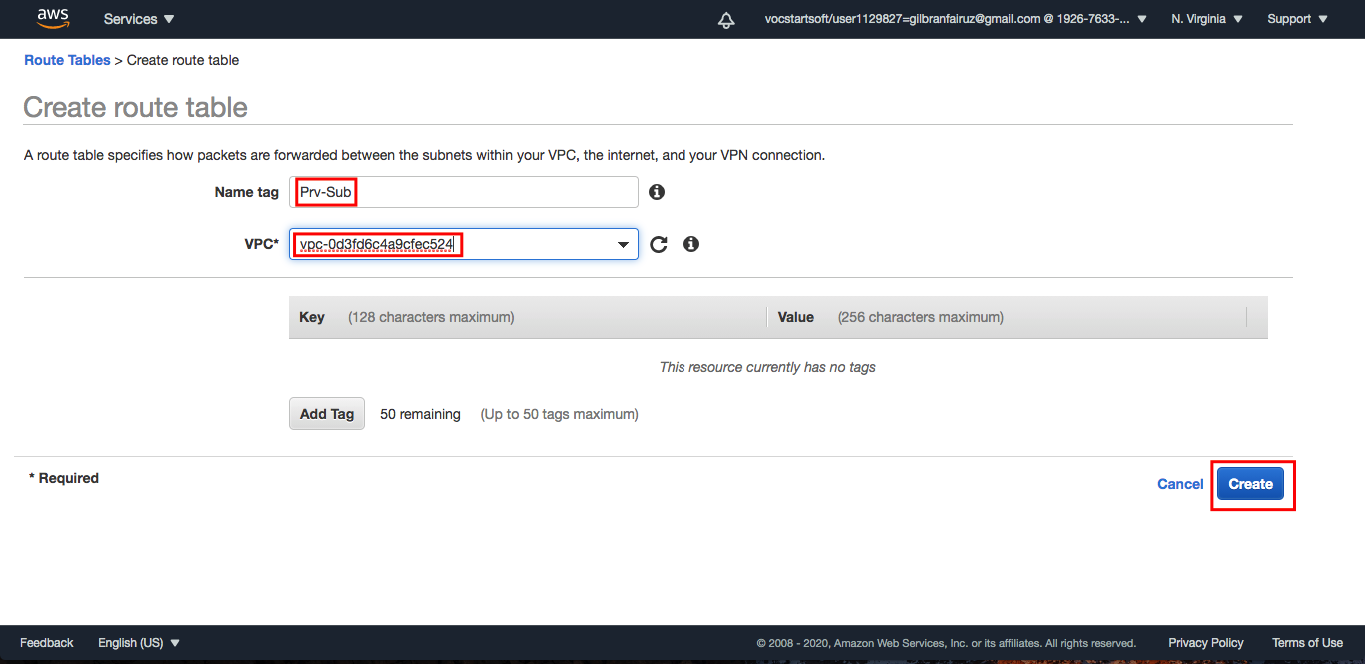 aws Services vocstartsoft/user1129827=gilbranfairuz@gmail.com @ 1926-7633-... N. Virginia Support
Route Tables > Create route table
Create route table
A route table specifies how packets are forwarded between the subnets within your VPC, the internet, and your VPN connection.
Name tag Prv-Sub
VPC* vpc-0d3fd6c4a9cfec524
Key (128 characters maximum) Value (256 characters maximum)
This resource currently has no tags
Add Tag 50 remaining (Up to 50 tags maximum)
* Required
Cancel Create
Feedback English (US) © 2008 - 2020, Amazon Web Services, Inc. or its affiliates. All rights reserved. Privacy Policy Terms of Use